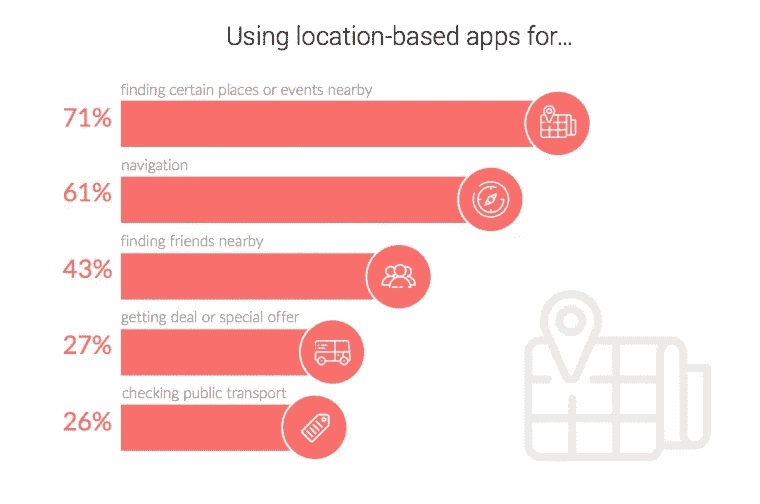 Using location-based apps for...
finding certain places or events nearby
71%
navigation
61%
finding friends nearby
43%
getting deal or special offer
27%
checking public transport
26%